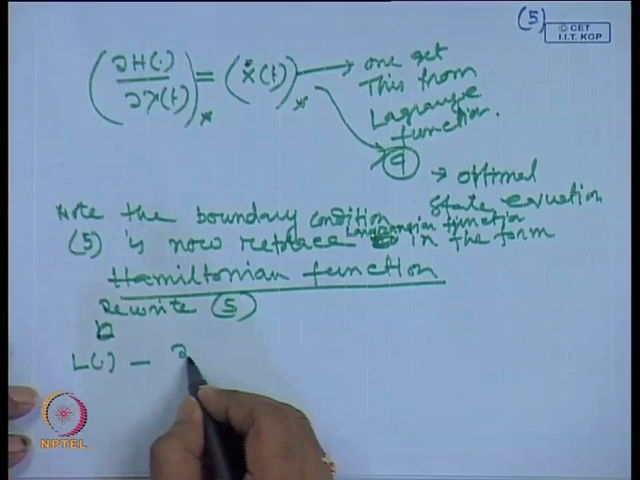 (5)
© CET
I.I.T. KGP
(∂H(.)/∂λ(t))* = (ẋ(t))* → one get
This from
Lagrange
function.
(9)
→ optimal
state equation
Note the boundary condition
(5) is now replace Lagrangian function in the form
Hamiltonian function
Rewrite (5)
L(.) — ∂
NPTEL